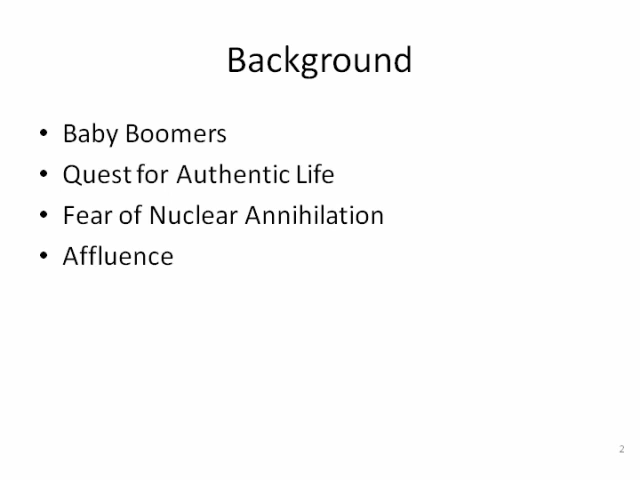 Background
• Baby Boomers
• Quest for Authentic Life
• Fear of Nuclear Annihilation
• Affluence
2